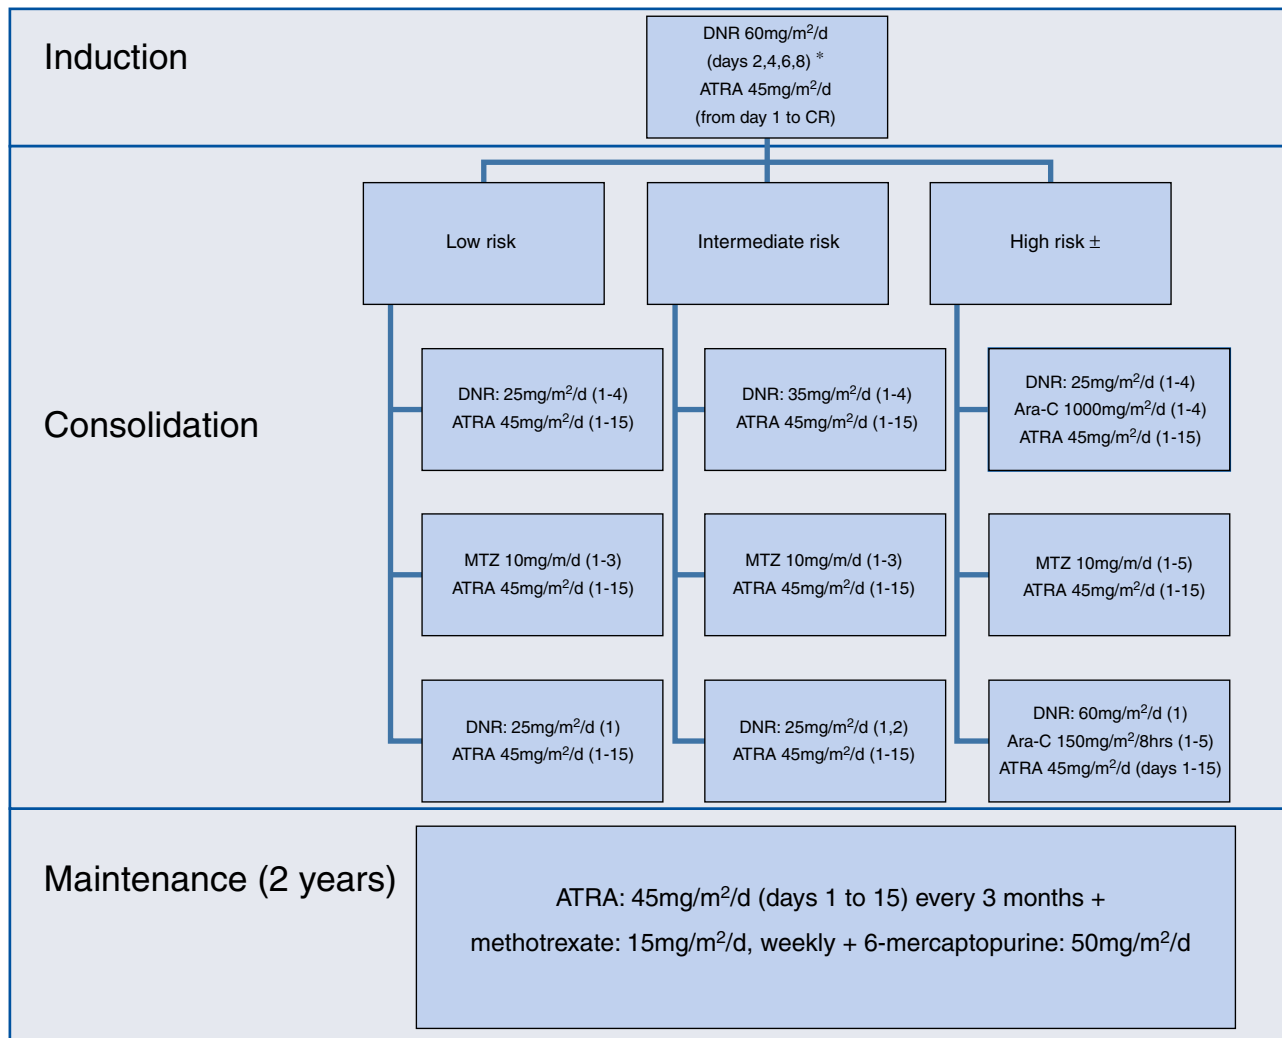 Induction
DNR 60mg/m²/d
(days 2,4,6,8) *
ATRA 45mg/m²/d
(from day 1 to CR)
Consolidation
Low risk
Intermediate risk
High risk ±
DNR: 25mg/m²/d (1-4)
ATRA 45mg/m²/d (1-15)
DNR: 35mg/m²/d (1-4)
ATRA 45mg/m²/d (1-15)
DNR: 25mg/m²/d (1-4)
Ara-C 1000mg/m²/d (1-4)
ATRA 45mg/m²/d (1-15)
MTZ 10mg/m/d (1-3)
ATRA 45mg/m²/d (1-15)
MTZ 10mg/m/d (1-3)
ATRA 45mg/m²/d (1-15)
MTZ 10mg/m/d (1-5)
ATRA 45mg/m²/d (1-15)
DNR: 25mg/m²/d (1)
ATRA 45mg/m²/d (1-15)
DNR: 25mg/m²/d (1,2)
ATRA 45mg/m²/d (1-15)
DNR: 60mg/m²/d (1)
Ara-C 150mg/m²/8hrs (1-5)
ATRA 45mg/m²/d (days 1-15)
Maintenance (2 years)
ATRA: 45mg/m²/d (days 1 to 15) every 3 months +
methotrexate: 15mg/m²/d, weekly + 6-mercaptopurine: 50mg/m²/d